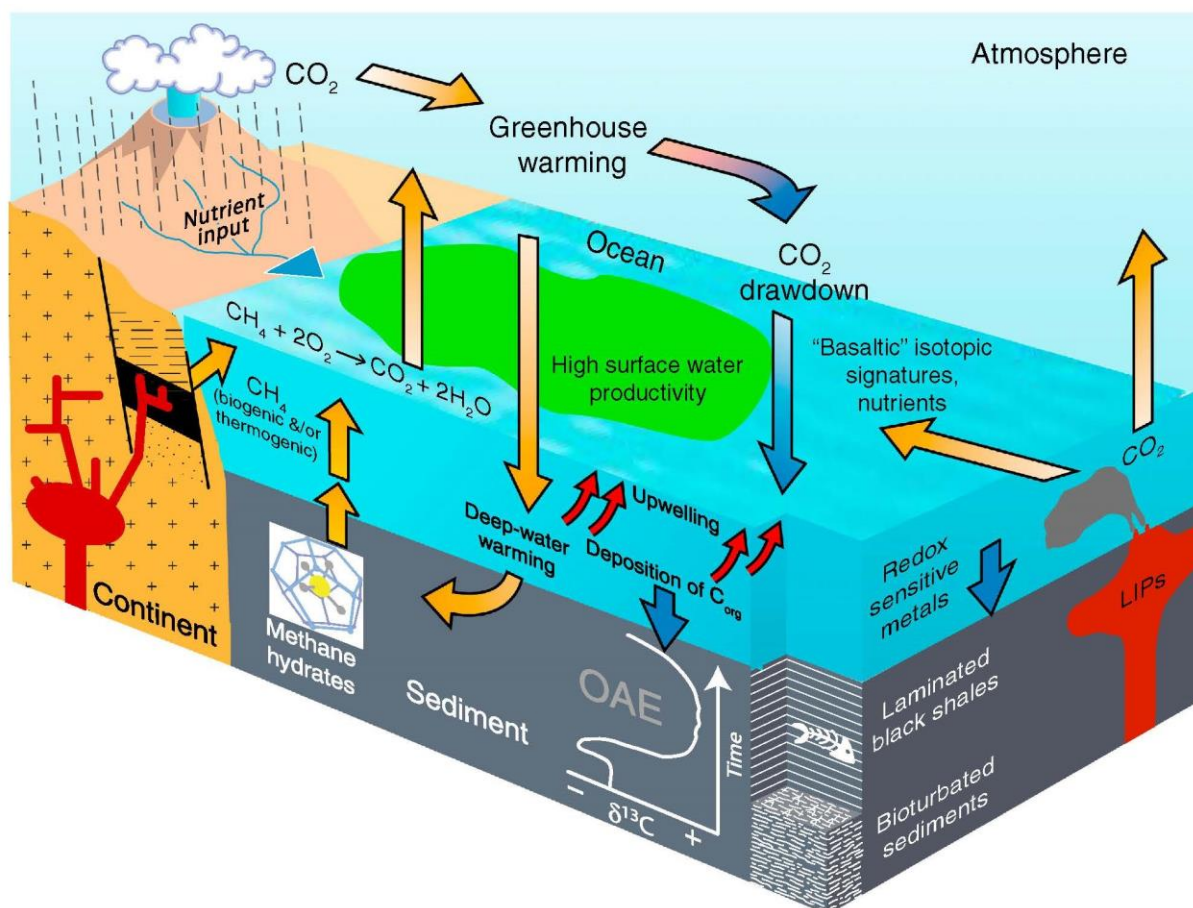 Atmosphere
CO₂
Greenhouse
warming
Nutrient
input
Ocean
CO₂
drawdown
CH₄ + 2O₂ → CO₂ + 2H₂O
High surface water
productivity
"Basaltic" isotopic
signatures,
nutrients
CO₂
CH₄
(biogenic &/or
thermogenic)
Upwelling
Deep-water
warming
Deposition of C_org
Redox
sensitive
metals
LIPs
Continent
Methane
hydrates
Sediment
OAE
Time
− δ¹³C +
Laminated
black shales
Bioturbated
sediments